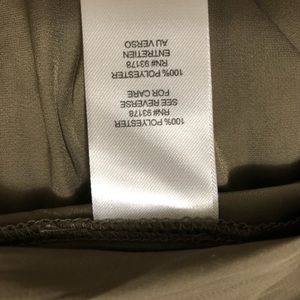 100% POLYESTER
RN# 93178
SEE REVERSE
FOR CARE
100% POLYESTER
RN# 93178
ENTRETIEN
AU VERSO